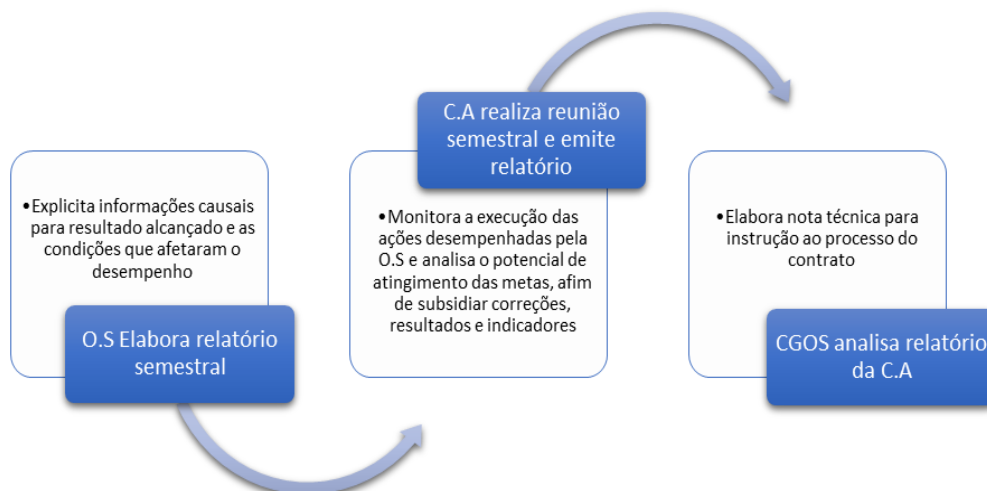 •Explicita informações causais
para resultado alcançado e as
condições que afetaram o
desempenho
O.S Elabora relatório
semestral
C.A realiza reunião
semestral e emite
relatório
•Monitora a execução das
ações desempenhadas pela
O.S e analisa o potencial de
atingimento das metas, afim
de subsidiar correções,
resultados e indicadores
•Elabora nota técnica para
instrução ao processo do
contrato
CGOS analisa relatório
da C.A